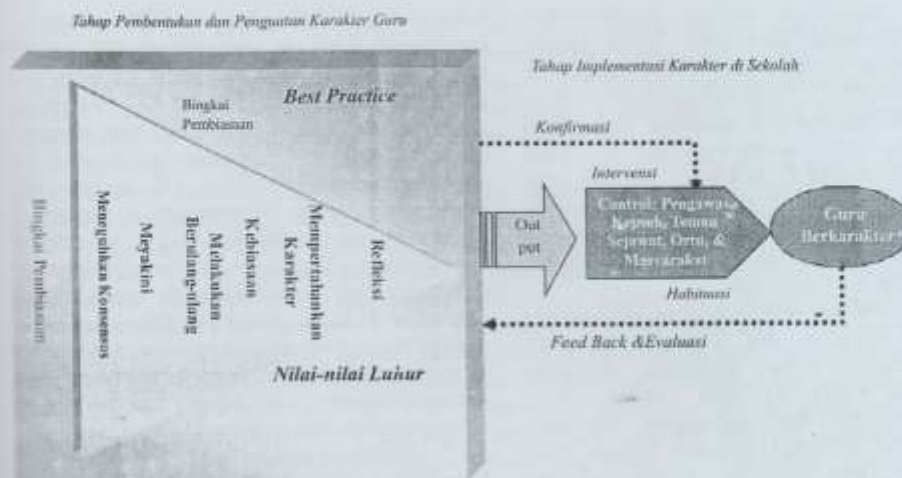 Tahap Pembentukan dan Penguatan Karakter Guru
Tahap Implementasi Karakter di Sekolah
Best Practice
Bingkai
Pembiasaan
Bingkai Pembiasaan
Meneguhkan Konsensus
Meyakini
Melakukan
Berulang-ulang
Kebiasaan
Mempertahankan
Karakter
Refleksi
Nilai-nilai Luhur
Konfirmasi
Intervensi
Out
put
Control: Pengawas,
Kepsek, Teman
Sejawat, Ortu, &
Masyarakat
Guru
Berkarakter
Habituasi
Feed Back &Evaluasi